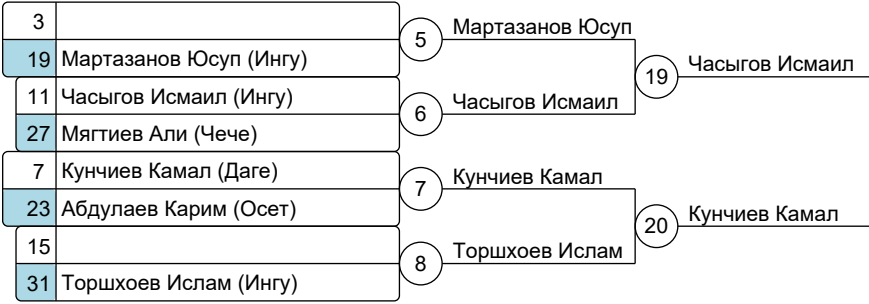 3
5 Мартазанов Юсуп
19 Мартазанов Юсуп (Ингу)
19 Часыгов Исмаил
11 Часыгов Исмаил (Ингу)
6 Часыгов Исмаил
27 Мягтиев Али (Чече)
7 Кунчиев Камал (Даге)
7 Кунчиев Камал
23 Абдулаев Карим (Осет)
20 Кунчиев Камал
15
8 Торшхоев Ислам
31 Торшхоев Ислам (Ингу)